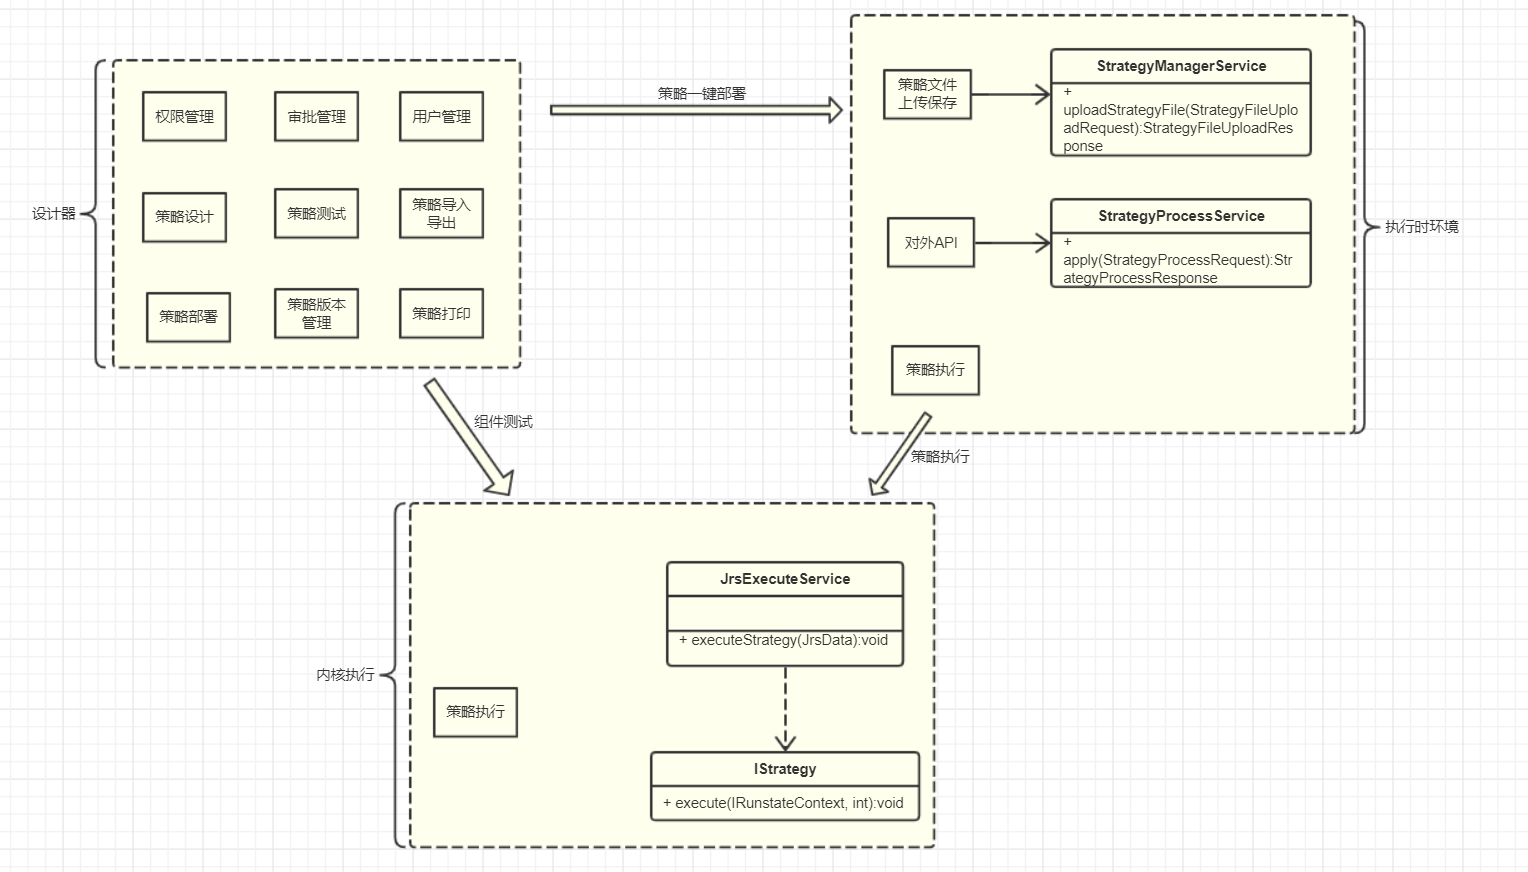 设计器
权限管理
审批管理
用户管理
策略设计
策略测试
策略导入
导出
策略部署
策略版本
管理
策略打印
策略一键部署
策略文件
上传保存
StrategyManagerService
+
uploadStrategyFile(StrategyFileUplo
adRequest):StrategyFileUploadRes
ponse
对外API
StrategyProcessService
+
apply(StrategyProcessRequest):Str
ategyProcessResponse
策略执行
执行时环境
组件测试
策略执行
内核执行
策略执行
JrsExecuteService
+ executeStrategy(JrsData):void
IStrategy
+ execute(IRunstateContext, int):void